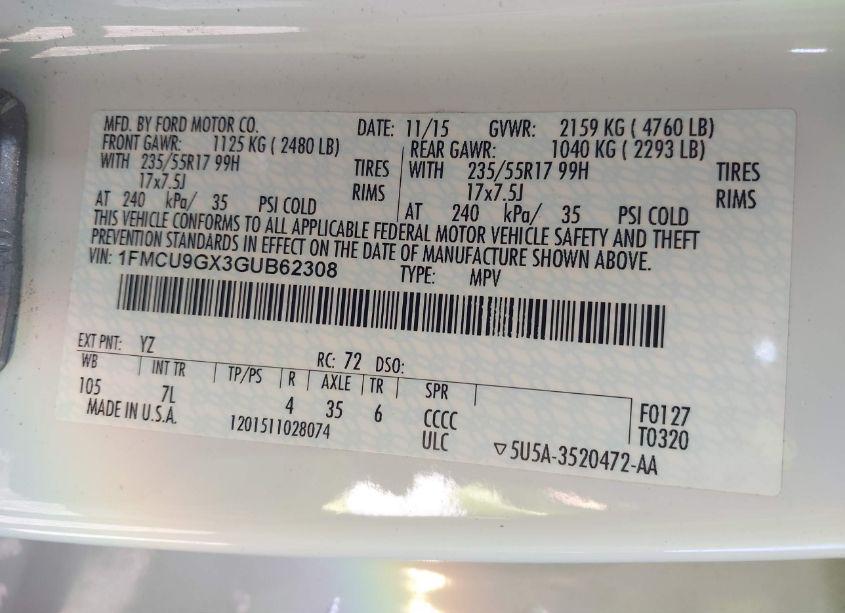 MFD. BY FORD MOTOR CO. DATE: 11/15 GVWR: 2159 KG ( 4760 LB)
FRONT GAWR: 1125 KG ( 2480 LB) REAR GAWR: 1040 KG ( 2293 LB)
WITH 235/55R17 99H TIRES WITH 235/55R17 99H TIRES
17x7.5J RIMS 17x7.5J RIMS
AT 240 kPa/ 35 PSI COLD AT 240 kPa/ 35 PSI COLD
THIS VEHICLE CONFORMS TO ALL APPLICABLE FEDERAL MOTOR VEHICLE SAFETY AND THEFT
PREVENTION STANDARDS IN EFFECT ON THE DATE OF MANUFACTURE SHOWN ABOVE.
VIN: 1FMCU9GX3GUB62308 TYPE: MPV
EXT PNT: YZ RC: 72 DSO:
WB INT TR TP/PS R AXLE TR SPR
105 7L 4 35 6 CCCC F0127
MADE IN U.S.A. 1201511028074 ULC T0320
5U5A-3520472-AA